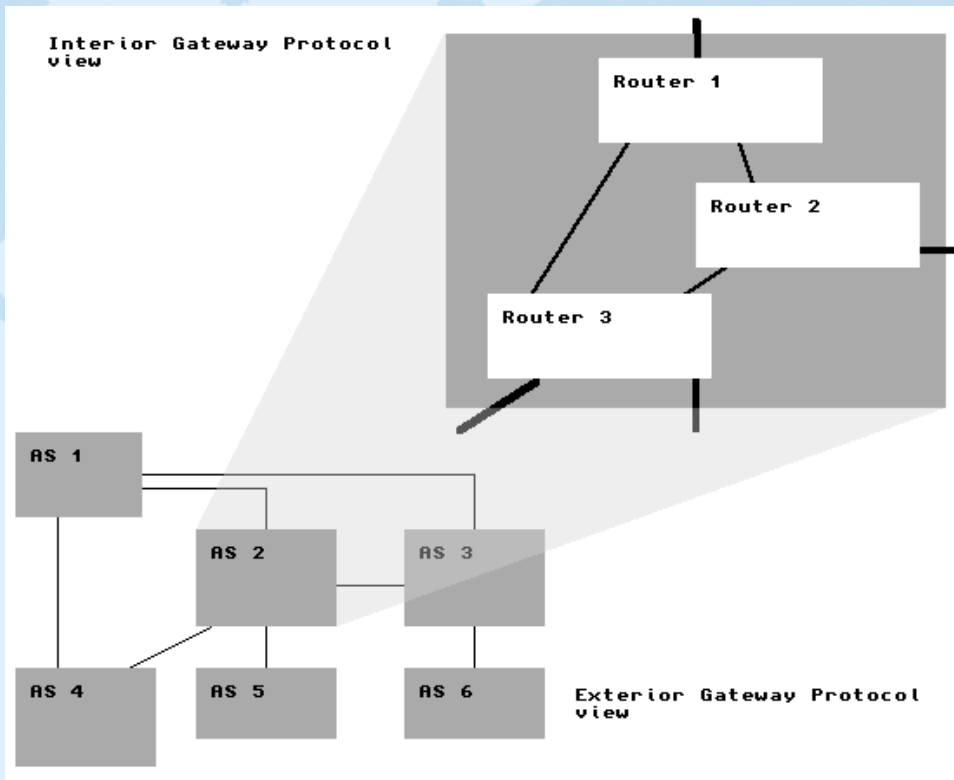 Interior Gateway Protocol
view
Router 1
Router 2
Router 3
AS 1
AS 2
AS 3
AS 4
AS 5
AS 6
Exterior Gateway Protocol
view